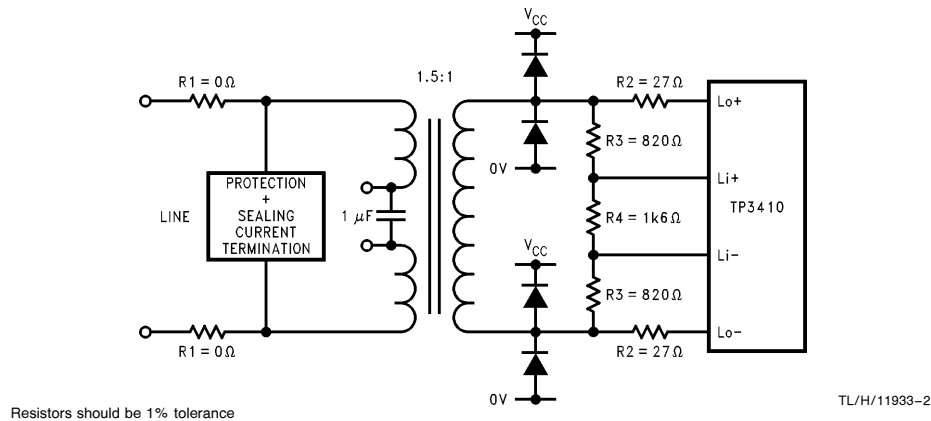 V_CC
1.5:1
R1 = 0Ω
R2 = 27Ω
Lo+
R3 = 820Ω
0V
PROTECTION
+
SEALING
CURRENT
TERMINATION
LINE
1 μF
Li+
TP3410
R4 = 1k6Ω
V_CC
Li-
R3 = 820Ω
Lo-
R1 = 0Ω
R2 = 27Ω
0V
Resistors should be 1% tolerance
TL/H/11933-2